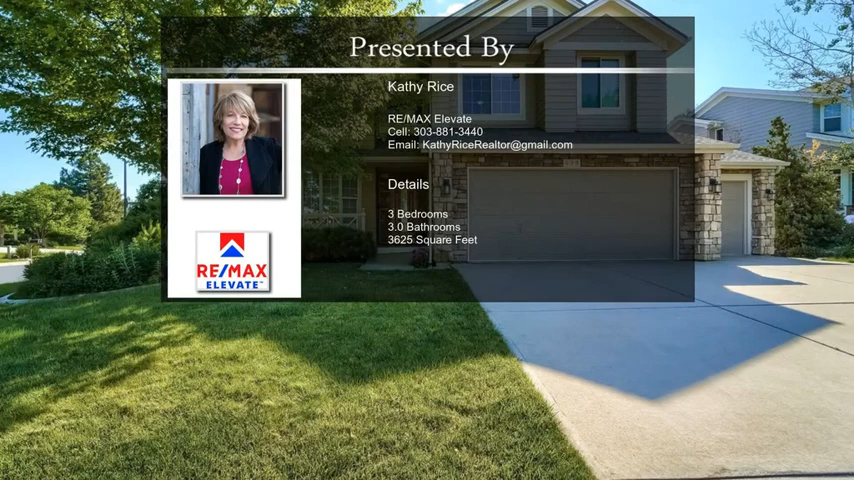 Presented By
Kathy Rice
RE/MAX Elevate
Cell: 303-881-3440
Email: KathyRiceRealtor@gmail.com
Details
3 Bedrooms
3.0 Bathrooms
3625 Square Feet
RE/MAX
ELEVATE™